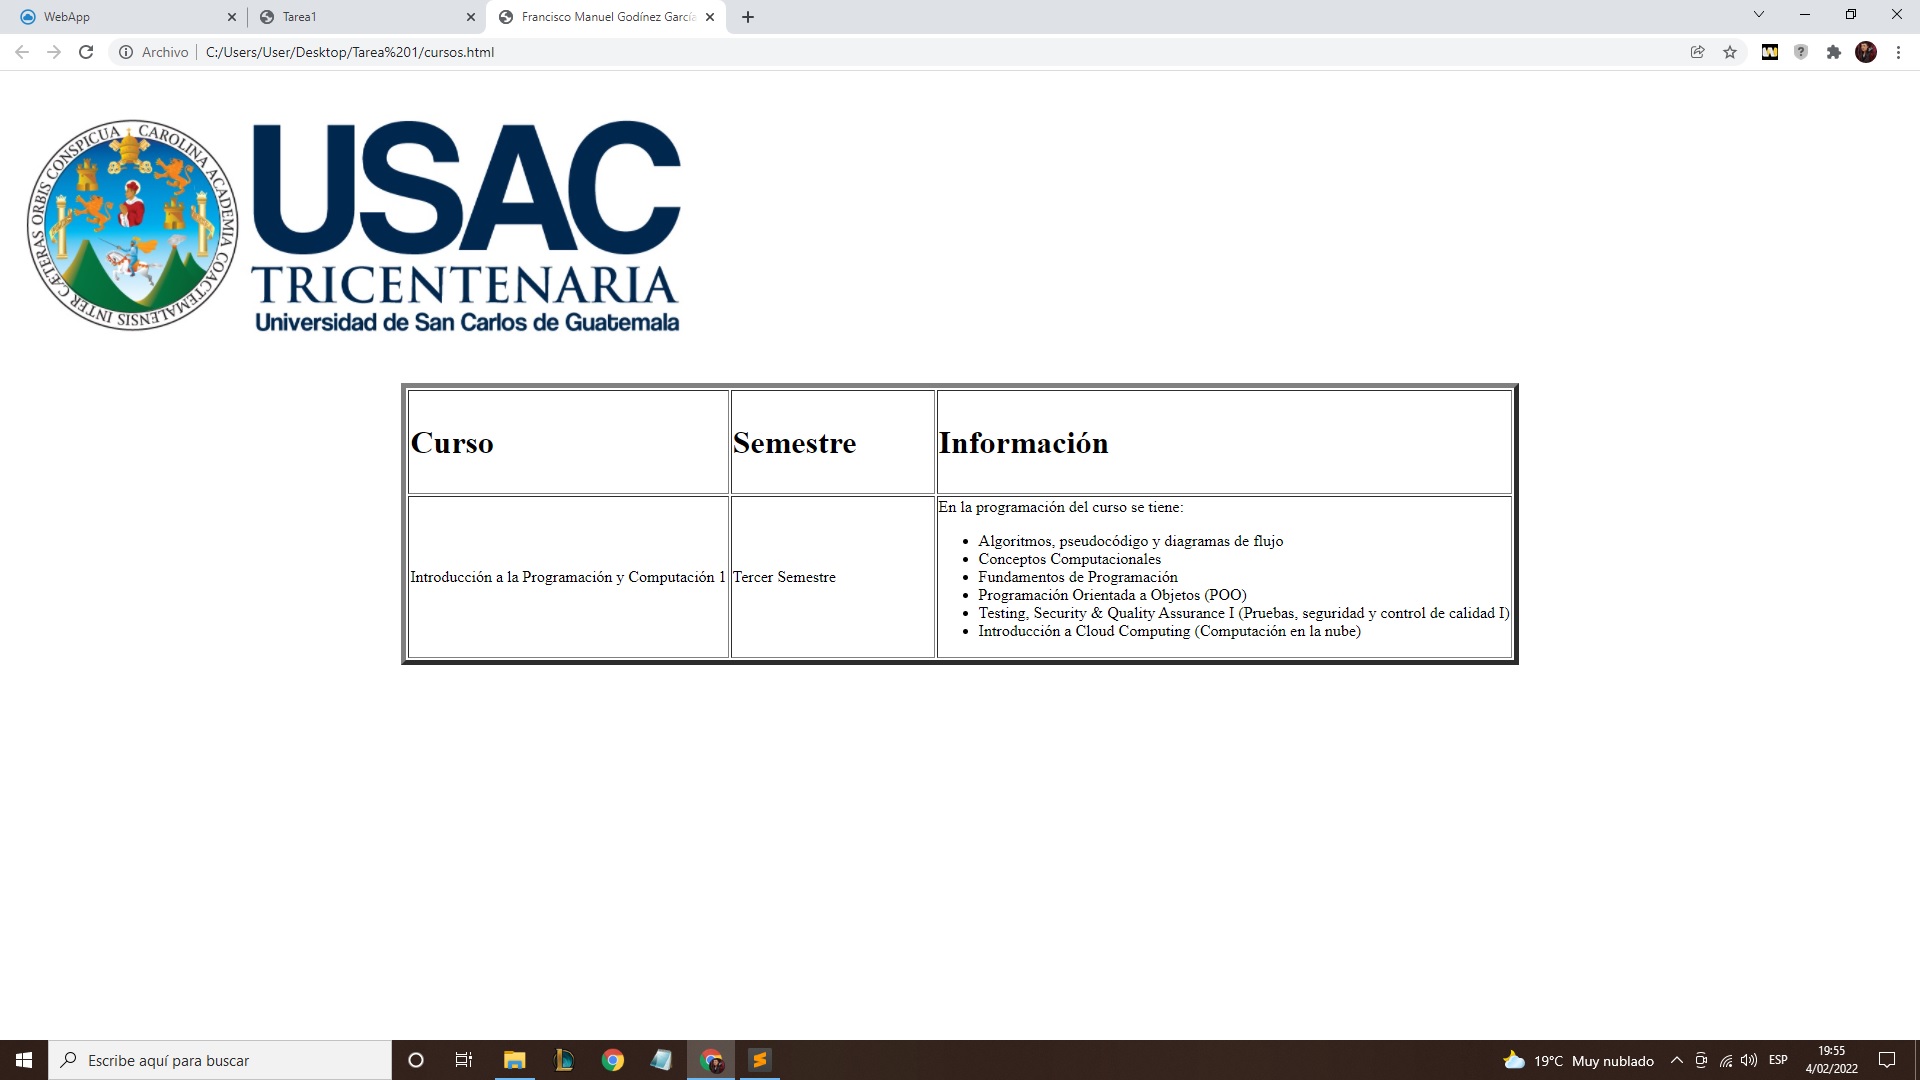 WebApp
Tarea1
Francisco Manuel Godínez García
Archivo
C:/Users/User/Desktop/Tarea%201/cursos.html
CAROLINA ACADEMIA COACTEMALENSIS INTER CÆTERAS ORBIS CONSPICUA
USAC
TRICENTENARIA
Universidad de San Carlos de Guatemala
Curso
Semestre
Información
Introducción a la Programación y Computación 1
Tercer Semestre
En la programación del curso se tiene:
Algoritmos, pseudocódigo y diagramas de flujo
Conceptos Computacionales
Fundamentos de Programación
Programación Orientada a Objetos (POO)
Testing, Security & Quality Assurance I (Pruebas, seguridad y control de calidad I)
Introducción a Cloud Computing (Computación en la nube)
Escribe aquí para buscar
19°C Muy nublado
ESP
19:55
4/02/2022